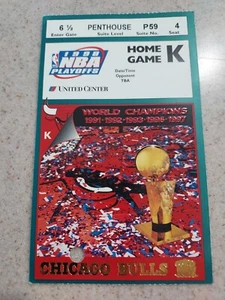 6 ½ PENTHOUSE P59 4
Enter Gate Suite Level Suite No. Seat
1998
NBA
PLAYOFFS
HOME
GAME K
Date/Time
Opponent
TBA
UNITED CENTER
WORLD CHAMPIONS
1991-1992-1993-1996-1997
K
CHICAGO BULLS